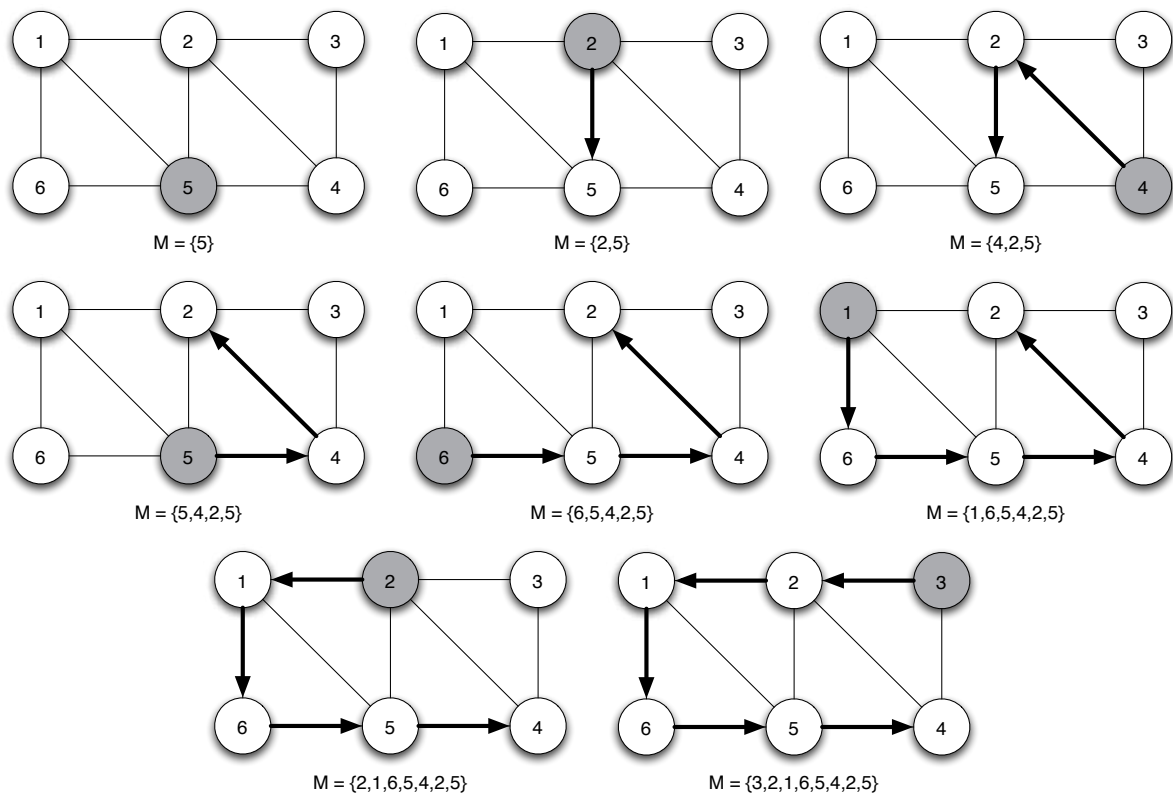 1 2 3
6 5 4
M = {5}
1 2 3
6 5 4
M = {2,5}
1 2 3
6 5 4
M = {4,2,5}
1 2 3
6 5 4
M = {5,4,2,5}
1 2 3
6 5 4
M = {6,5,4,2,5}
1 2 3
6 5 4
M = {1,6,5,4,2,5}
1 2 3
6 5 4
M = {2,1,6,5,4,2,5}
1 2 3
6 5 4
M = {3,2,1,6,5,4,2,5}